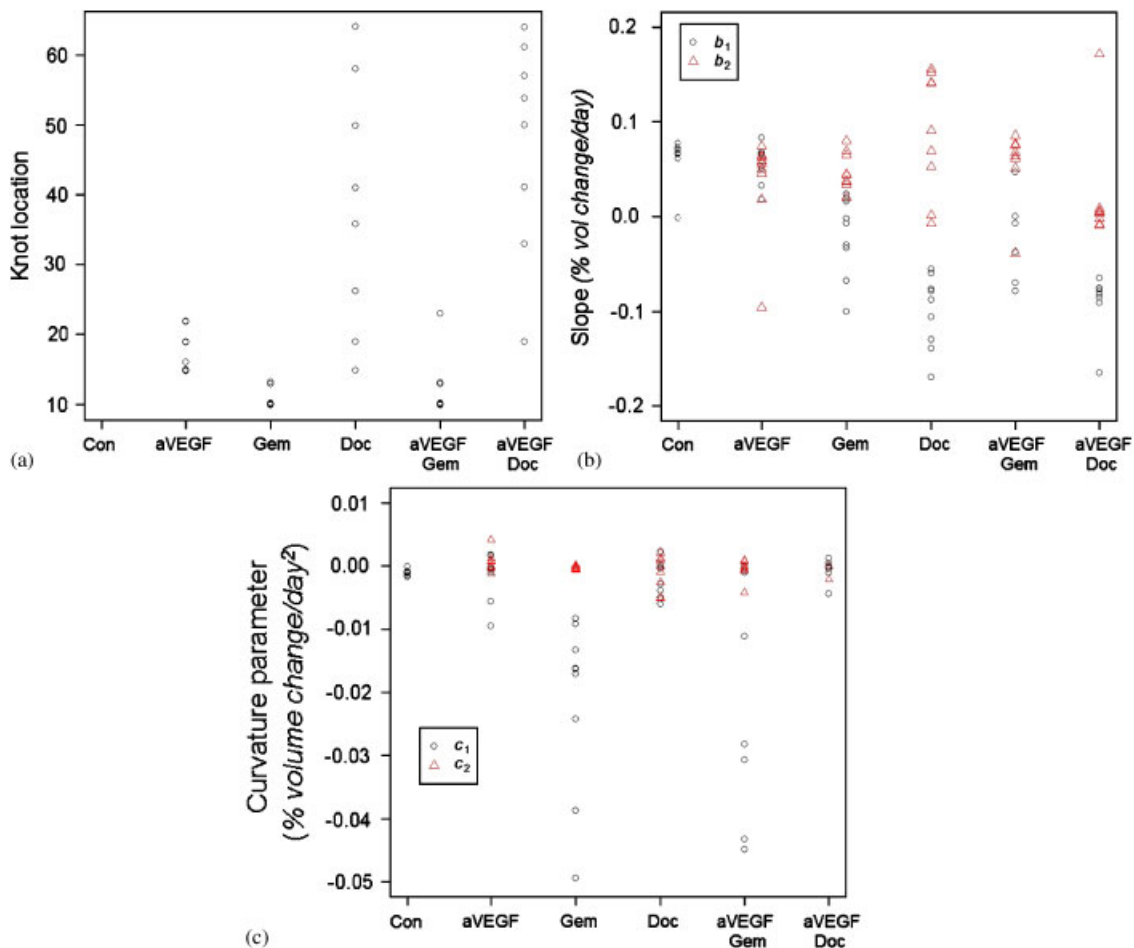 60
50
40
30
20
10
Knot location
Con aVEGF Gem Doc aVEGF aVEGF
Gem Doc
(a)
0.2
0.1
0.0
-0.1
-0.2
Slope (% vol change/day)
b1
b2
Con aVEGF Gem Doc aVEGF aVEGF
Gem Doc
(b)
0.01
0.00
-0.01
-0.02
-0.03
-0.04
-0.05
Curvature parameter
(% volume change/day²)
c1
c2
Con aVEGF Gem Doc aVEGF aVEGF
Gem Doc
(c)